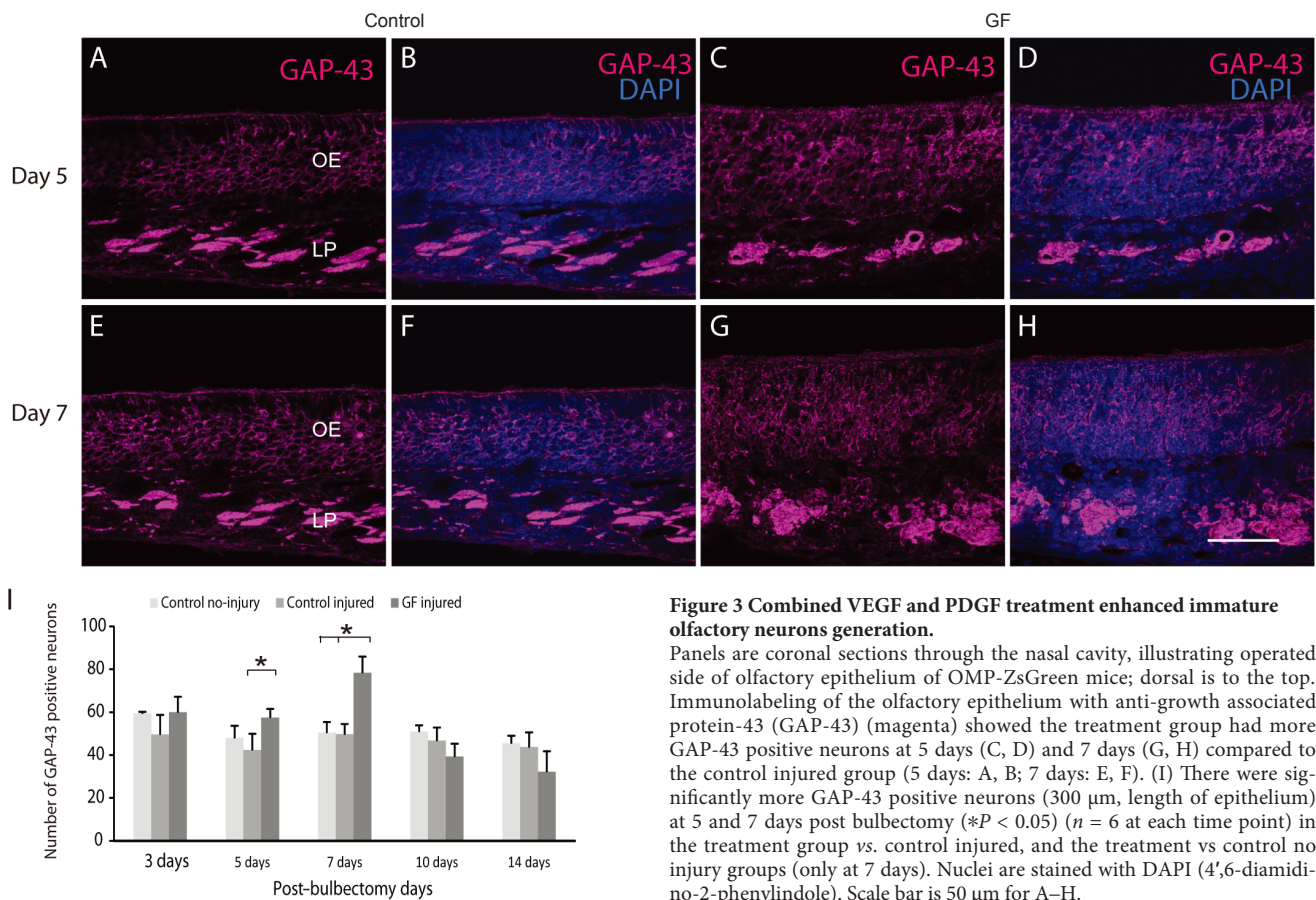 Control
GF
A
GAP-43
B
GAP-43
DAPI
C
GAP-43
D
GAP-43
DAPI
Day 5
OE
LP
E
F
G
H
Day 7
OE
LP
I
Control no-injury
Control injured
GF injured
Number of GAP-43 positive neurons
100
80
60
40
20
0
*
*
3 days
5 days
7 days
10 days
14 days
Post–bulbectomy days
Figure 3 Combined VEGF and PDGF treatment enhanced immature
olfactory neurons generation.
Panels are coronal sections through the nasal cavity, illustrating operated
side of olfactory epithelium of OMP-ZsGreen mice; dorsal is to the top.
Immunolabeling of the olfactory epithelium with anti-growth associated
protein-43 (GAP-43) (magenta) showed the treatment group had more
GAP-43 positive neurons at 5 days (C, D) and 7 days (G, H) compared to
the control injured group (5 days: A, B; 7 days: E, F). (I) There were sig-
nificantly more GAP-43 positive neurons (300 μm, length of epithelium)
at 5 and 7 days post bulbectomy (*P < 0.05) (n = 6 at each time point) in
the treatment group vs. control injured, and the treatment vs control no
injury groups (only at 7 days). Nuclei are stained with DAPI (4′,6-diamidi-
no-2-phenylindole). Scale bar is 50 μm for A–H.